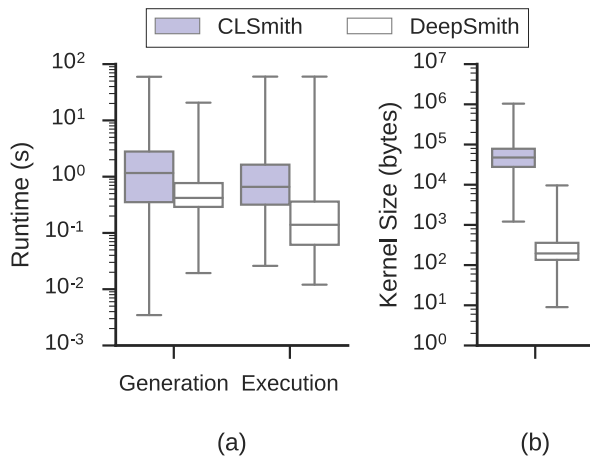 CLSmith DeepSmith
Runtime (s)
10² 10¹ 10⁰ 10⁻¹ 10⁻² 10⁻³
Generation Execution
(a)
Kernel Size (bytes)
10⁷ 10⁶ 10⁵ 10⁴ 10³ 10² 10¹ 10⁰
(b)